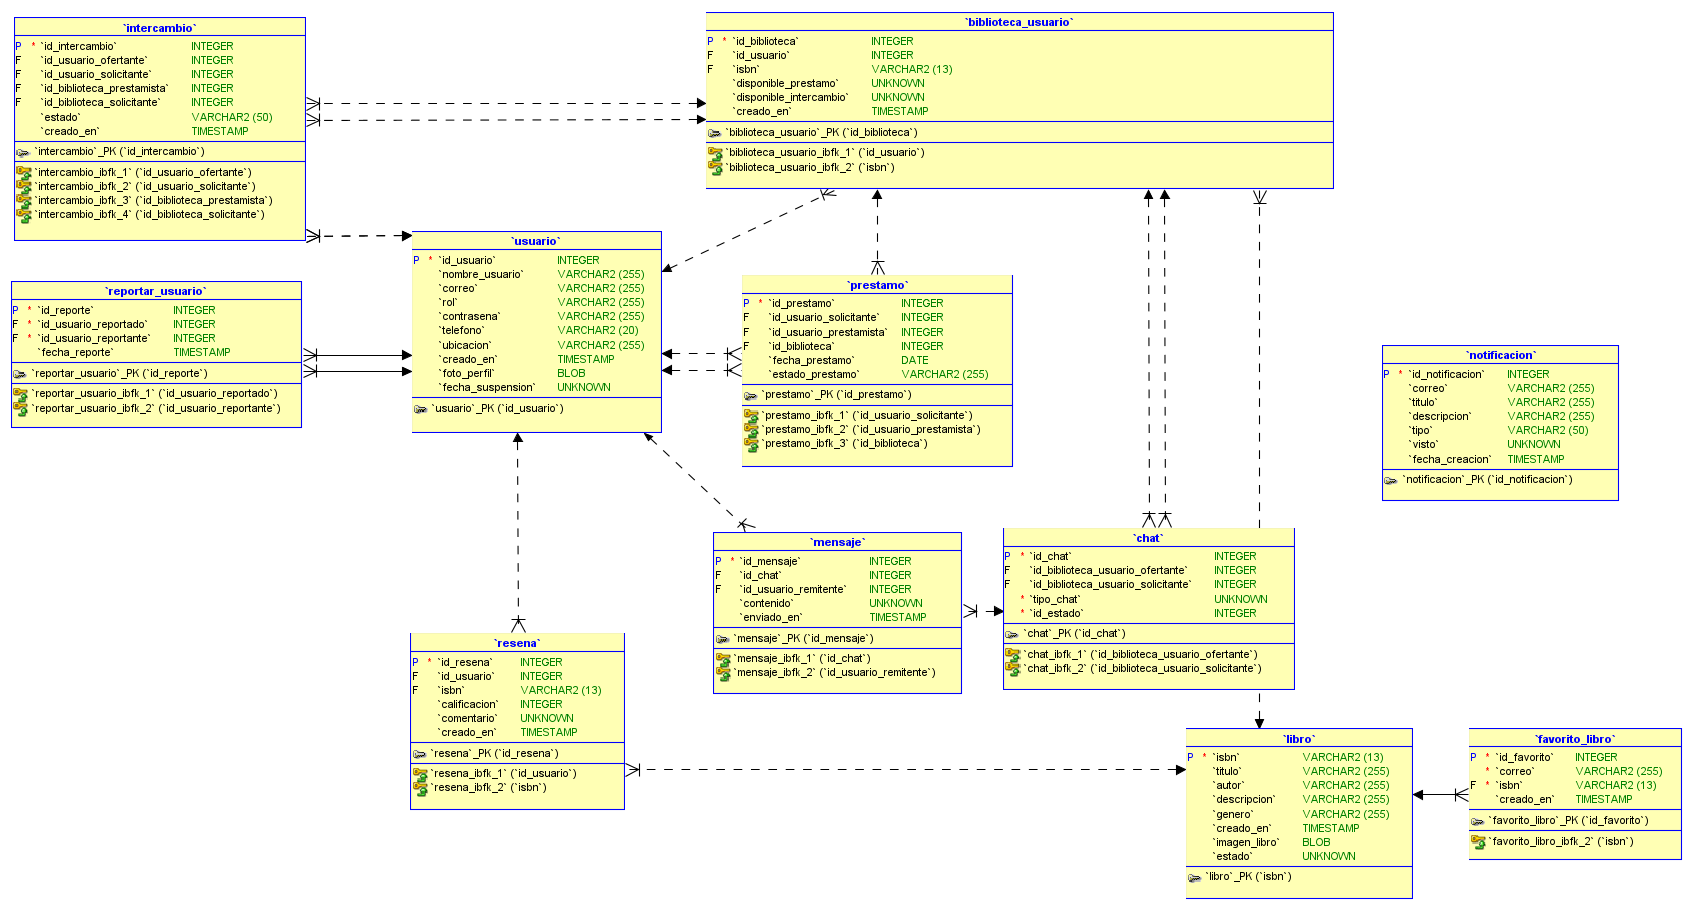 `intercambio`
P * `id_intercambio` INTEGER
F `id_usuario_ofertante` INTEGER
F `id_usuario_solicitante` INTEGER
F `id_biblioteca_prestamista` INTEGER
F `id_biblioteca_solicitante` INTEGER
`estado` VARCHAR2 (50)
`creado_en` TIMESTAMP
`intercambio`_PK (`id_intercambio`)
`intercambio_ibfk_1` (`id_usuario_ofertante`)
`intercambio_ibfk_2` (`id_usuario_solicitante`)
`intercambio_ibfk_3` (`id_biblioteca_prestamista`)
`intercambio_ibfk_4` (`id_biblioteca_solicitante`)
`biblioteca_usuario`
P * `id_biblioteca` INTEGER
F `id_usuario` INTEGER
F `isbn` VARCHAR2 (13)
`disponible_prestamo` UNKNOWN
`disponible_intercambio` UNKNOWN
`creado_en` TIMESTAMP
`biblioteca_usuario`_PK (`id_biblioteca`)
`biblioteca_usuario_ibfk_1` (`id_usuario`)
`biblioteca_usuario_ibfk_2` (`isbn`)
`reportar_usuario`
P * `id_reporte` INTEGER
F * `id_usuario_reportado` INTEGER
F * `id_usuario_reportante` INTEGER
`fecha_reporte` TIMESTAMP
`reportar_usuario`_PK (`id_reporte`)
`reportar_usuario_ibfk_1` (`id_usuario_reportado`)
`reportar_usuario_ibfk_2` (`id_usuario_reportante`)
`usuario`
P * `id_usuario` INTEGER
`nombre_usuario` VARCHAR2 (255)
`correo` VARCHAR2 (255)
`rol` VARCHAR2 (255)
`contrasena` VARCHAR2 (255)
`telefono` VARCHAR2 (20)
`ubicacion` VARCHAR2 (255)
`creado_en` TIMESTAMP
`foto_perfil` BLOB
`fecha_suspension` UNKNOWN
`usuario`_PK (`id_usuario`)
`prestamo`
P * `id_prestamo` INTEGER
F `id_usuario_solicitante` INTEGER
F `id_usuario_prestamista` INTEGER
F `id_biblioteca` INTEGER
`fecha_prestamo` DATE
`estado_prestamo` VARCHAR2 (255)
`prestamo`_PK (`id_prestamo`)
`prestamo_ibfk_1` (`id_usuario_solicitante`)
`prestamo_ibfk_2` (`id_usuario_prestamista`)
`prestamo_ibfk_3` (`id_biblioteca`)
`notificacion`
P * `id_notificacion` INTEGER
`correo` VARCHAR2 (255)
`titulo` VARCHAR2 (255)
`descripcion` VARCHAR2 (255)
`tipo` VARCHAR2 (50)
`visto` UNKNOWN
`fecha_creacion` TIMESTAMP
`notificacion`_PK (`id_notificacion`)
`mensaje`
P * `id_mensaje` INTEGER
F `id_chat` INTEGER
F `id_usuario_remitente` INTEGER
`contenido` UNKNOWN
`enviado_en` TIMESTAMP
`mensaje`_PK (`id_mensaje`)
`mensaje_ibfk_1` (`id_chat`)
`mensaje_ibfk_2` (`id_usuario_remitente`)
`chat`
P * `id_chat` INTEGER
F `id_biblioteca_usuario_ofertante` INTEGER
F `id_biblioteca_usuario_solicitante` INTEGER
* `tipo_chat` UNKNOWN
* `id_estado` INTEGER
`chat`_PK (`id_chat`)
`chat_ibfk_1` (`id_biblioteca_usuario_ofertante`)
`chat_ibfk_2` (`id_biblioteca_usuario_solicitante`)
`resena`
P * `id_resena` INTEGER
F `id_usuario` INTEGER
F `isbn` VARCHAR2 (13)
`calificacion` INTEGER
`comentario` UNKNOWN
`creado_en` TIMESTAMP
`resena`_PK (`id_resena`)
`resena_ibfk_1` (`id_usuario`)
`resena_ibfk_2` (`isbn`)
`libro`
P * `isbn` VARCHAR2 (13)
`titulo` VARCHAR2 (255)
`autor` VARCHAR2 (255)
`descripcion` VARCHAR2 (255)
`genero` VARCHAR2 (255)
`creado_en` TIMESTAMP
`imagen_libro` BLOB
`estado` UNKNOWN
`libro`_PK (`isbn`)
`favorito_libro`
P * `id_favorito` INTEGER
* `correo` VARCHAR2 (255)
F * `isbn` VARCHAR2 (13)
`creado_en` TIMESTAMP
`favorito_libro`_PK (`id_favorito`)
`favorito_libro_ibfk_2` (`isbn`)